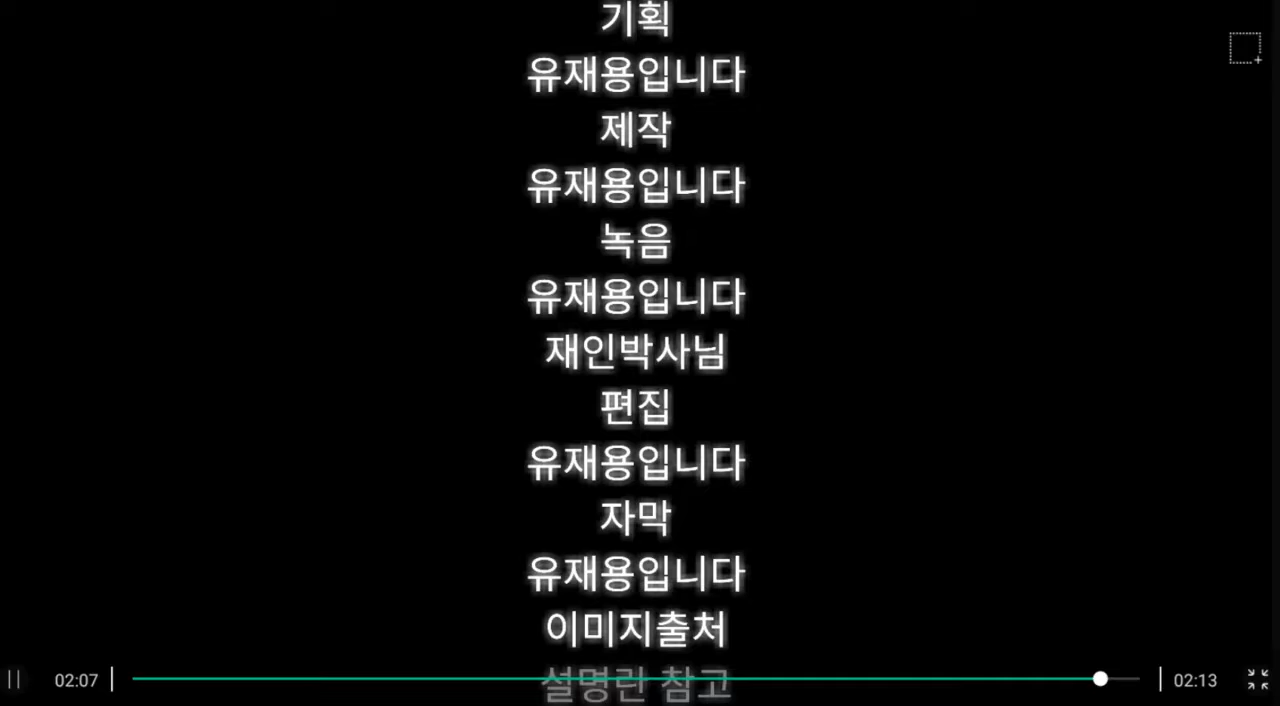 기획
유재용입니다
제작
유재용입니다
녹음
유재용입니다
재인박사님
편집
유재용입니다
자막
유재용입니다
이미지출처
설명란 참고
02:07
02:13